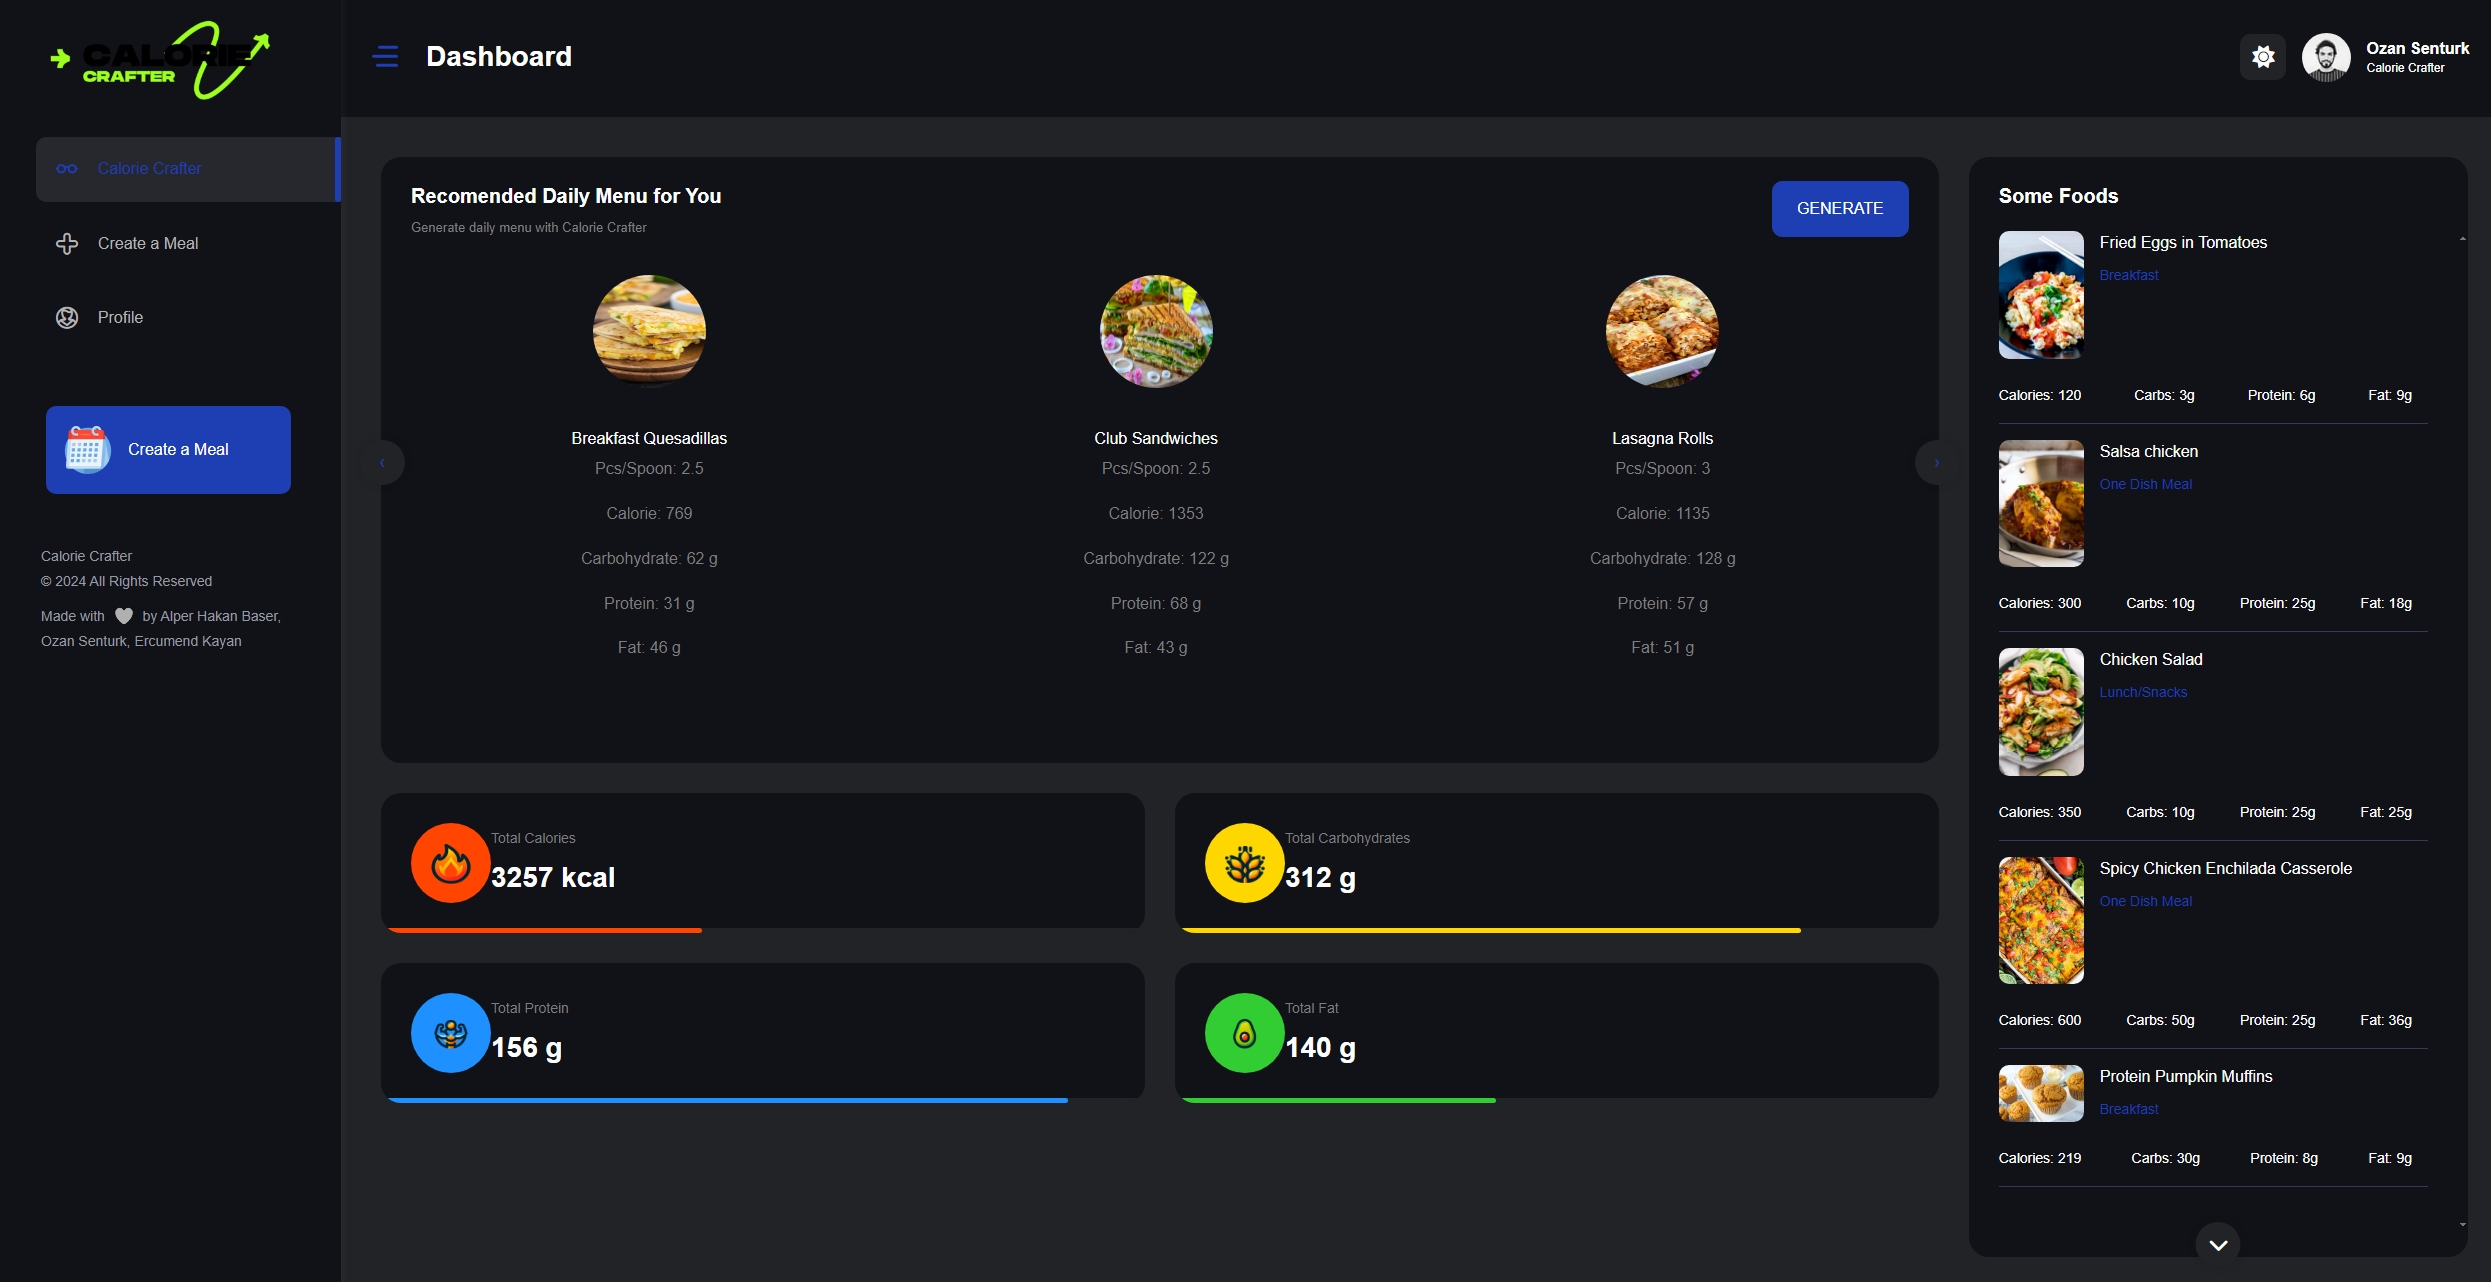 CALORIE
CRAFTER
Dashboard
Ozan Senturk
Calorie Crafter
Calorie Crafter
Create a Meal
Profile
Create a Meal
Calorie Crafter
© 2024 All Rights Reserved
Made with by Alper Hakan Baser,
Ozan Senturk, Ercumend Kayan
Recomended Daily Menu for You
Generate daily menu with Calorie Crafter
GENERATE
Breakfast Quesadillas
Pcs/Spoon: 2.5
Calorie: 769
Carbohydrate: 62 g
Protein: 31 g
Fat: 46 g
Club Sandwiches
Pcs/Spoon: 2.5
Calorie: 1353
Carbohydrate: 122 g
Protein: 68 g
Fat: 43 g
Lasagna Rolls
Pcs/Spoon: 3
Calorie: 1135
Carbohydrate: 128 g
Protein: 57 g
Fat: 51 g
Total Calories
3257 kcal
Total Carbohydrates
312 g
Total Protein
156 g
Total Fat
140 g
Some Foods
Fried Eggs in Tomatoes
Breakfast
Calories: 120 Carbs: 3g Protein: 6g Fat: 9g
Salsa chicken
One Dish Meal
Calories: 300 Carbs: 10g Protein: 25g Fat: 18g
Chicken Salad
Lunch/Snacks
Calories: 350 Carbs: 10g Protein: 25g Fat: 25g
Spicy Chicken Enchilada Casserole
One Dish Meal
Calories: 600 Carbs: 50g Protein: 25g Fat: 36g
Protein Pumpkin Muffins
Breakfast
Calories: 219 Carbs: 30g Protein: 8g Fat: 9g